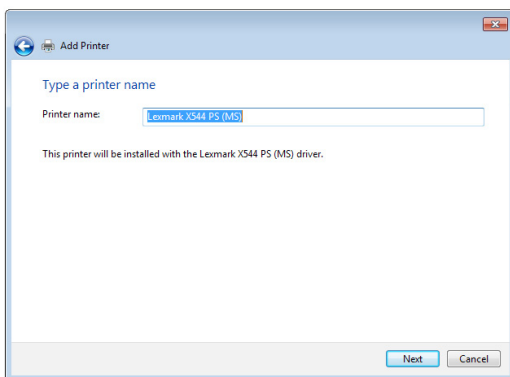 Add Printer
Type a printer name
Printer name:
Lexmark X544 PS (MS)
This printer will be installed with the Lexmark X544 PS (MS) driver.
Next
Cancel